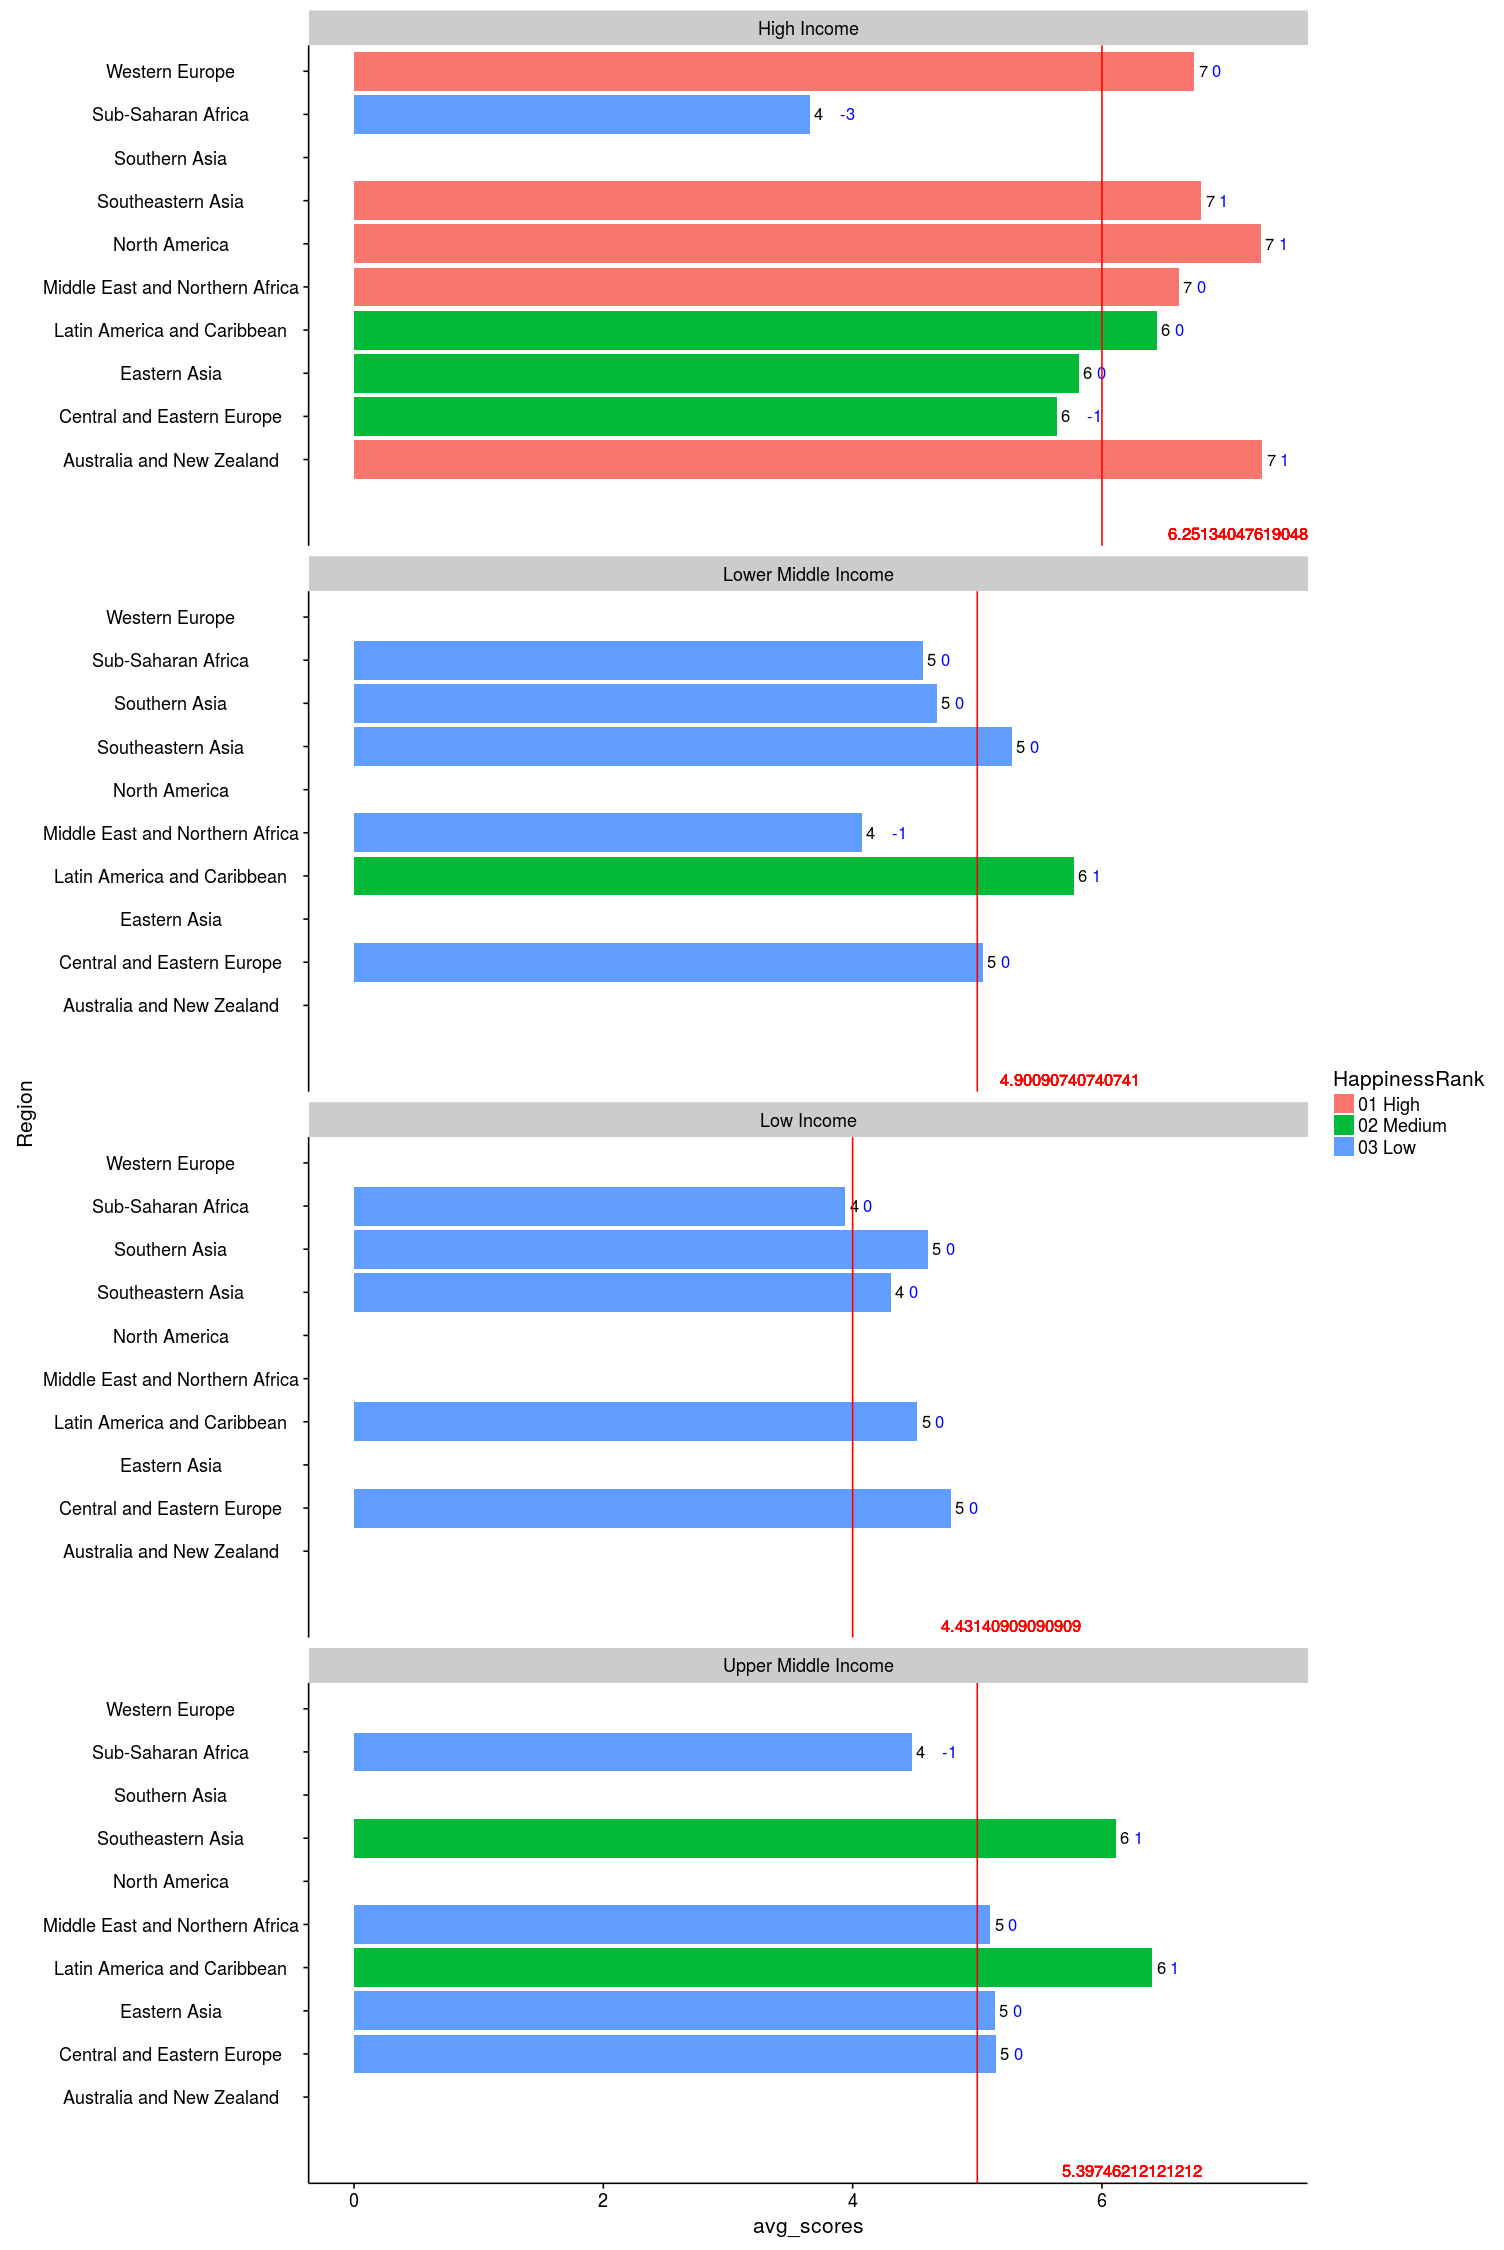 High Income
Western Europe 7 0
Sub-Saharan Africa 4 -3
Southern Asia
Southeastern Asia 7 1
North America 7 1
Middle East and Northern Africa 7 0
Latin America and Caribbean 6 0
Eastern Asia 6 0
Central and Eastern Europe 6 -1
Australia and New Zealand 7 1
6.25134047619048
Lower Middle Income
Western Europe
Sub-Saharan Africa 5 0
Southern Asia 5 0
Southeastern Asia 5 0
North America
Middle East and Northern Africa 4 -1
Latin America and Caribbean 6 1
Eastern Asia
Central and Eastern Europe 5 0
Australia and New Zealand
4.90090740740741
Region
HappinessRank
01 High
02 Medium
03 Low
Low Income
Western Europe
Sub-Saharan Africa 4 0
Southern Asia 5 0
Southeastern Asia 4 0
North America
Middle East and Northern Africa
Latin America and Caribbean 5 0
Eastern Asia
Central and Eastern Europe 5 0
Australia and New Zealand
4.43140909090909
Upper Middle Income
Western Europe
Sub-Saharan Africa 4 -1
Southern Asia
Southeastern Asia 6 1
North America
Middle East and Northern Africa 5 0
Latin America and Caribbean 6 1
Eastern Asia 5 0
Central and Eastern Europe 5 0
Australia and New Zealand
5.39746212121212
0 2 4 6
avg_scores